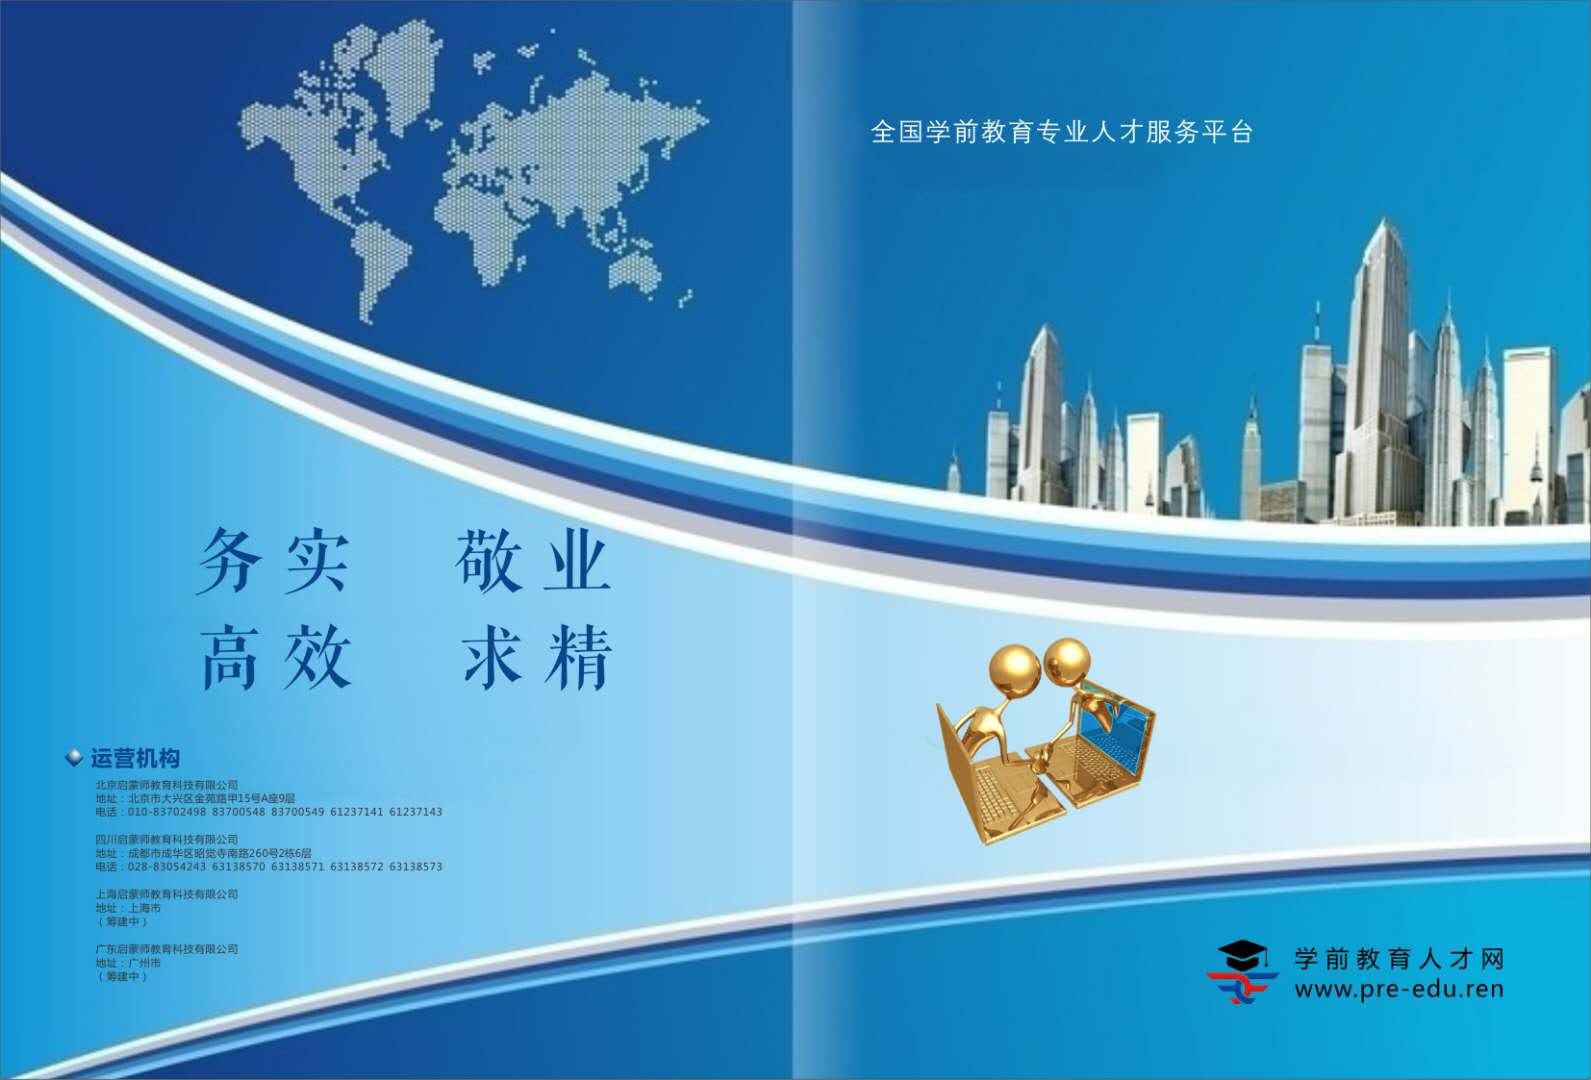 全国学前教育专业人才服务平台
务实 敬业
高效 求精
运营机构
北京启蒙师教育科技有限公司
地址：北京市大兴区金苑路甲15号A座9层
电话：010-83702498 83700548 83700549 61237141 61237143
四川启蒙师教育科技有限公司
地址：成都市成华区昭觉寺南路260号2栋6层
电话：028-83054243 63138570 63138571 63138572 63138573
上海启蒙师教育科技有限公司
地址：上海市
（筹建中）
广东启蒙师教育科技有限公司
地址：广州市
（筹建中）
学前教育人才网
www.pre-edu.ren